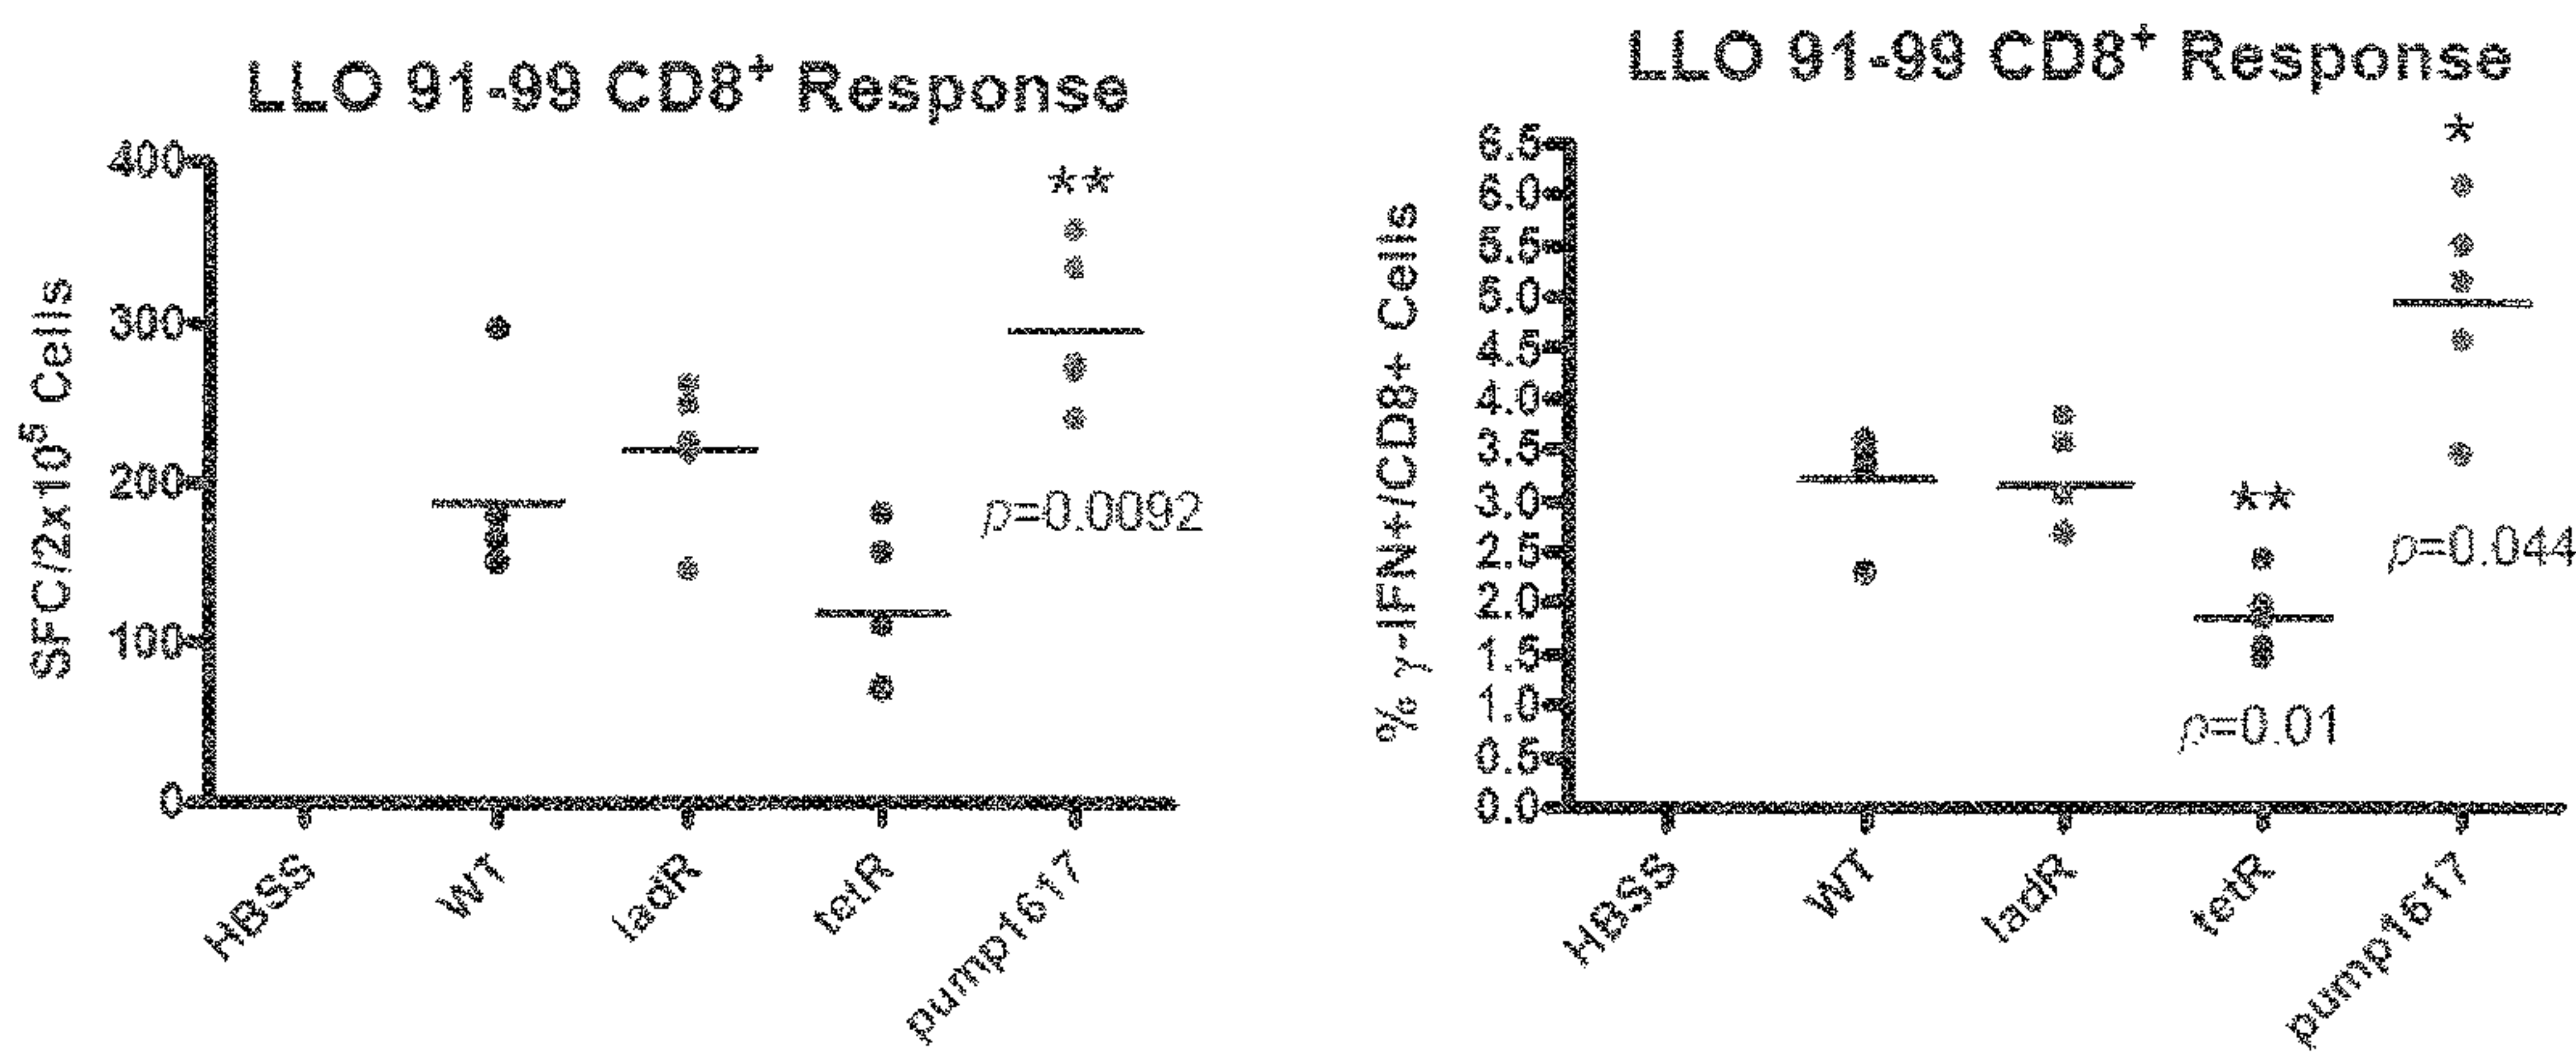 LLO 91-99 CD8⁺ Response
400
300
200
100
0
SFC/2x10⁵ Cells
**
p=0.0092
HBSS
WT
ladR
tetR
pump1617
LLO 91-99 CD8⁺ Response
6.5
6.0
5.5
5.0
4.5
4.0
3.5
3.0
2.5
2.0
1.5
1.0
0.5
0.0
% γ-IFN+/CD8+ Cells
*
**
p=0.044
p=0.01
HBSS
WT
ladR
tetR
pump1617